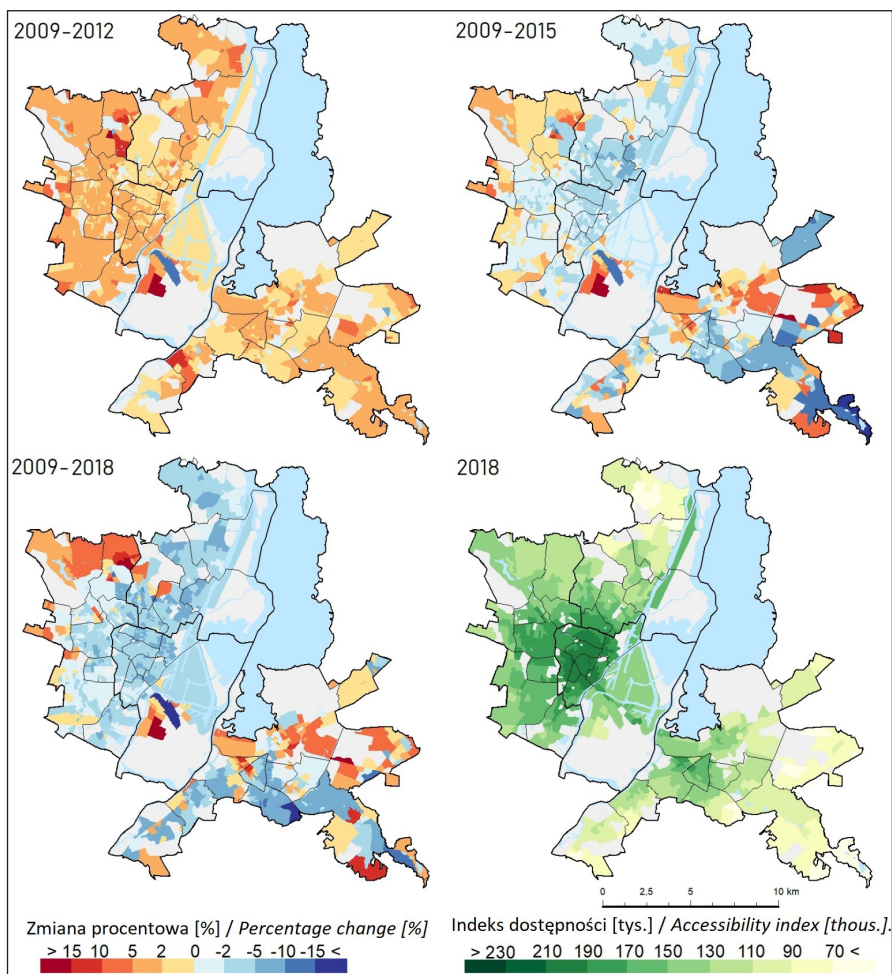 2009-2012
2009-2015
2009-2018
2018
0 2,5 5 10 km
Zmiana procentowa [%] / Percentage change [%]
> 15 10 5 2 0 -2 -5 -10 -15 <
Indeks dostępności [tys.] / Accessibility index [thous.].
> 230 210 190 170 150 130 110 90 70 <